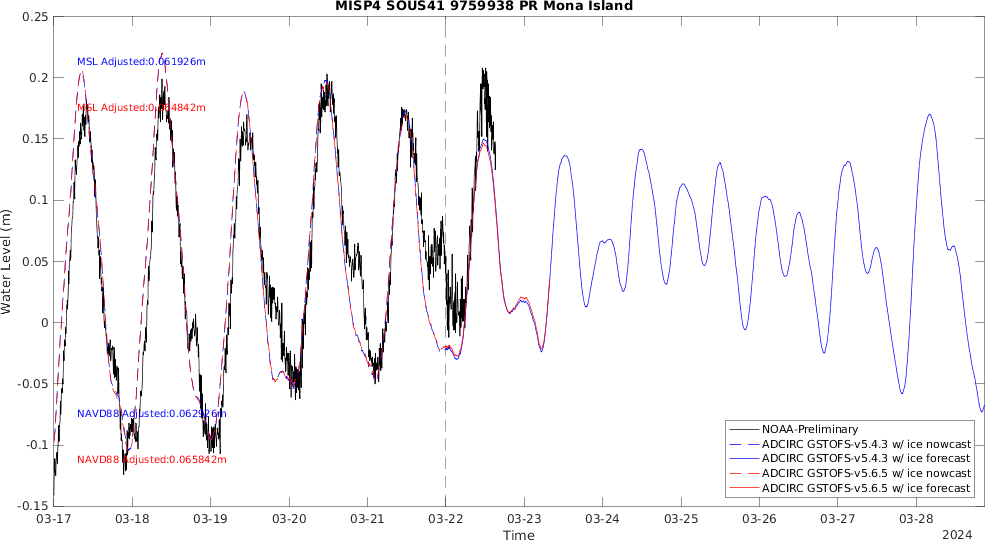 MISP4 SOUS41 9759938 PR Mona Island
Water Level (m)
0.25
0.2
0.15
0.1
0.05
0
-0.05
-0.1
-0.15
MSL Adjusted:0.061926m
MSL Adjusted:0.064842m
NAVD88 Adjusted:0.062926m
NAVD88 Adjusted:0.065842m
NOAA-Preliminary
ADCIRC GSTOFS-v5.4.3 w/ ice nowcast
ADCIRC GSTOFS-v5.4.3 w/ ice forecast
ADCIRC GSTOFS-v5.6.5 w/ ice nowcast
ADCIRC GSTOFS-v5.6.5 w/ ice forecast
03-17 03-18 03-19 03-20 03-21 03-22 03-23 03-24 03-25 03-26 03-27 03-28
Time
2024